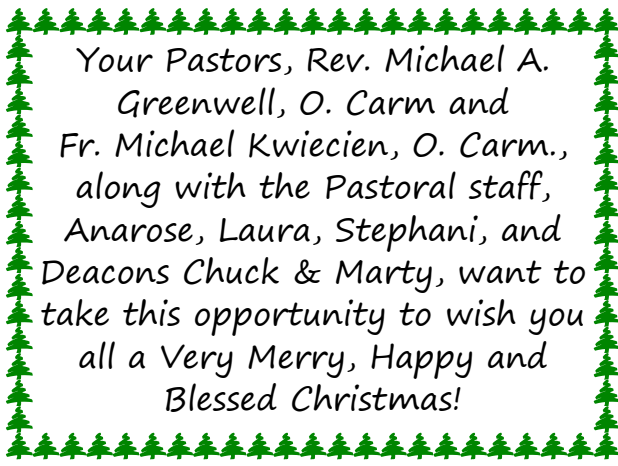 Your Pastors, Rev. Michael A.
Greenwell, O. Carm and
Fr. Michael Kwiecien, O. Carm.,
along with the Pastoral staff,
Anarose, Laura, Stephani, and
Deacons Chuck & Marty, want to
take this opportunity to wish you
all a Very Merry, Happy and
Blessed Christmas!